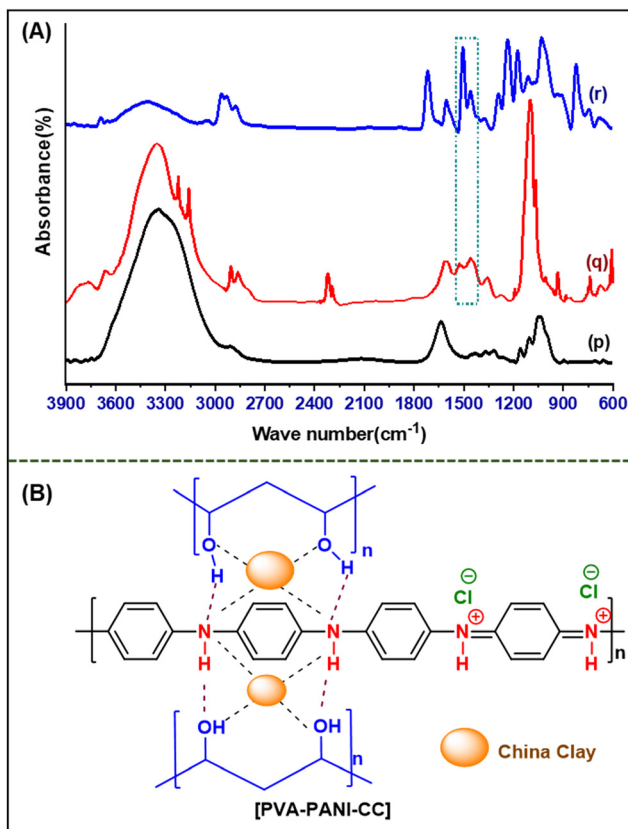 (A)
Absorbance(%)
(r)
(q)
(p)
3900 3600 3300 3000 2700 2400 2100 1800 1500 1200 900 600
Wave number(cm-1)
(B)
n
O O
H H
⊖ ⊖
Cl Cl
⊕ ⊕
N N N N
H H H H
n
OH OH
n
China Clay
[PVA-PANI-CC]